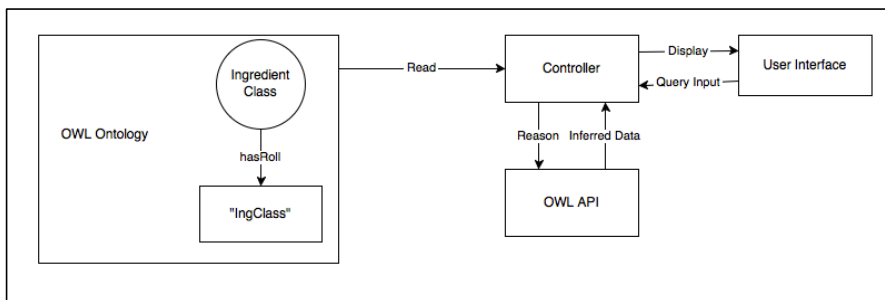 Ingredient
Class
OWL Ontology
hasRoll
"IngClass"
Read
Controller
Display
Query Input
User Interface
Reason
Inferred Data
OWL API